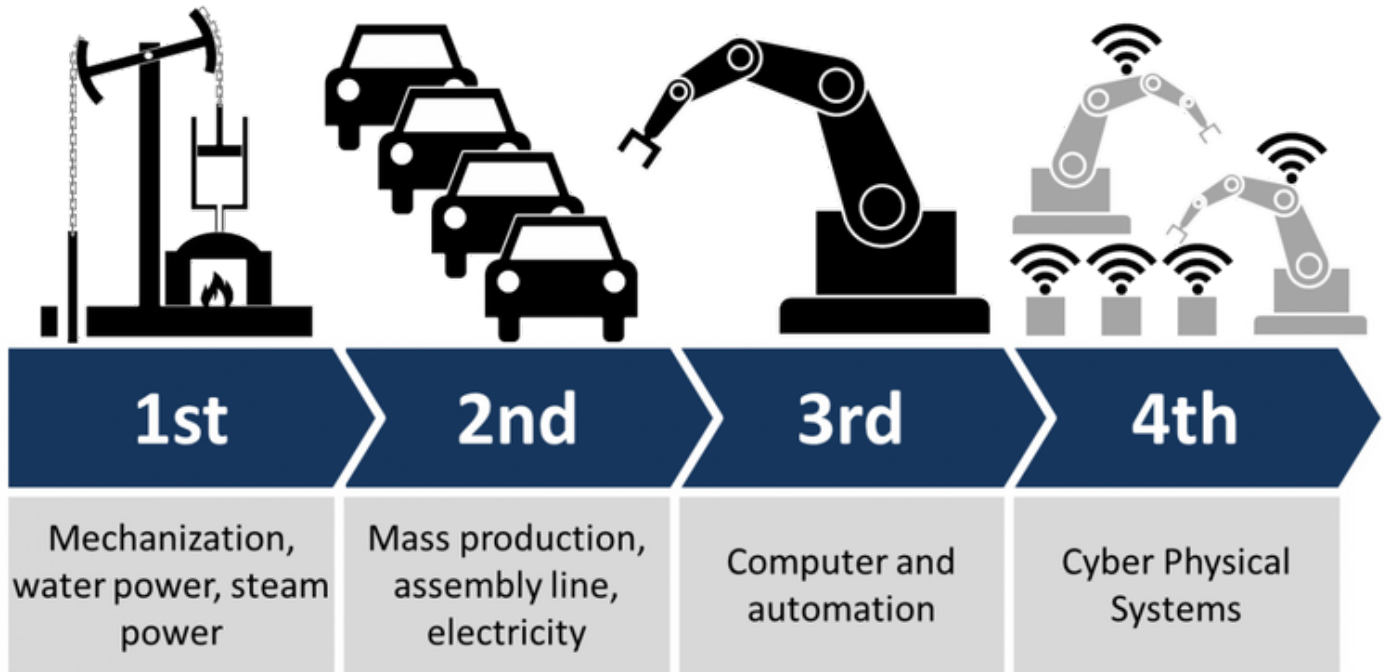 1st
2nd
3rd
4th
Mechanization,
water power, steam
power
Mass production,
assembly line,
electricity
Computer and
automation
Cyber Physical
Systems